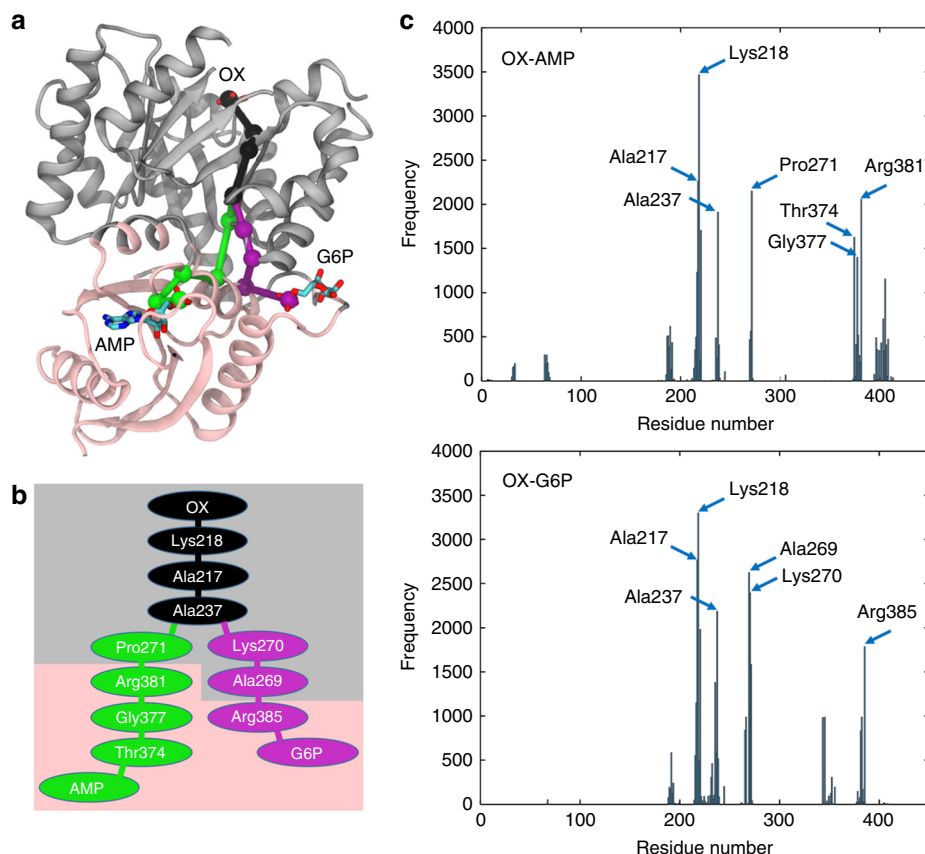 a
OX
G6P
AMP
b
OX
Lys218
Ala217
Ala237
Pro271
Lys270
Arg381
Ala269
Gly377
Arg385
Thr374
G6P
AMP
c
4000
3500
3000
2500
2000
1500
1000
500
0
Frequency
OX-AMP
Lys218
Ala217
Ala237
Pro271
Arg381
Thr374
Gly377
0 100 200 300 400
Residue number
4000
3500
3000
2500
2000
1500
1000
500
0
Frequency
OX-G6P
Lys218
Ala217
Ala237
Ala269
Lys270
Arg385
0 100 200 300 400
Residue number